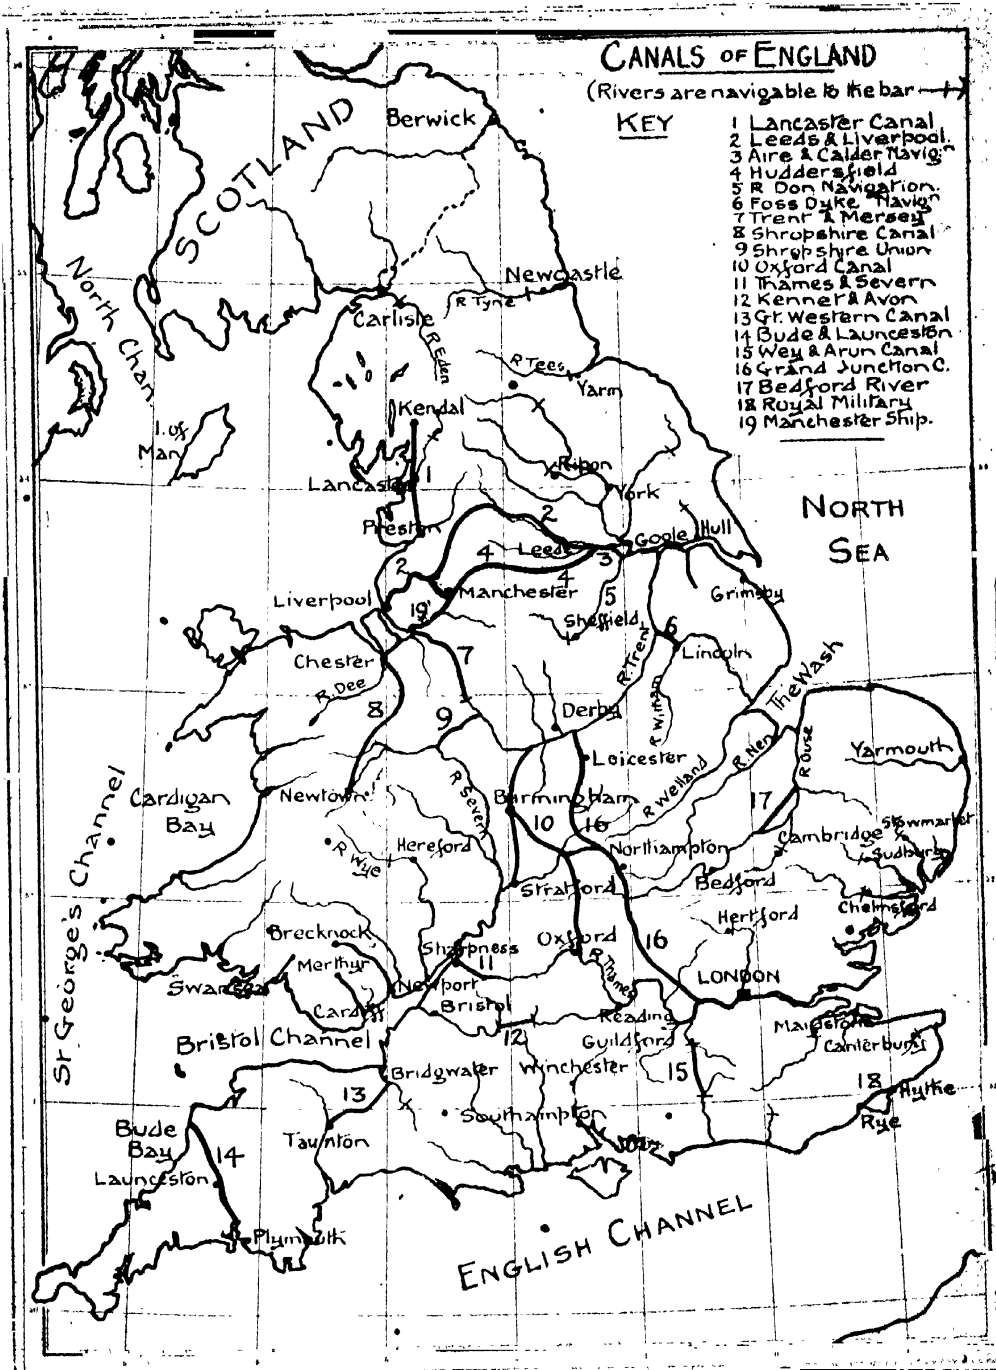 CANALS OF ENGLAND
(Rivers are navigable to the bar
KEY
1 Lancaster Canal
2 Leeds & Liverpool.
3 Aire & Calder Navig.n
4 Huddersfield
5 R Don Navigation.
6 Foss Dyke Navign
7 Trent & Mersey
8 Shropshire Canal
9 Shropshire Union
10 Oxford Canal
11 Thames & Severn
12 Kennet & Avon
13 Gt. Western Canal
14 Bude & Launceston
15 Wey & Arun Canal
16 Grand Junction C.
17 Bedford River
18 Royal Military
19 Manchester Ship.
SCOTLAND
Berwick
North Chan.
Newcastle
R Tyne
Carlisle
R Eden
R Tees
Yarm
Kendal
I. of
Man
Ripon
Lancaster
1
York
NORTH
SEA
Preston
2
Leeds
Goole
Hull
4
3
2
4
Manchester
5
Grimsby
Liverpool
19
Sheffield
6
Chester
7
R. Trent
Lincoln
R. Dee
R Witham
The Wash
8
9
Derby
Leicester
R. Nen
R Ouse
Yarmouth
R Welland
St George's Channel
Cardigan
Bay
Newtown
R Severn
Birmingham
17
10
16
Stowmarket
R Wye
Hereford
Northampton
Cambridge
Sudbury
Stratford
Bedford
Chelmsford
Hertford
Brecknock
Sharpness
Oxford
16
Merthyr
11
R Thames
LONDON
Swansea
Newport
Cardiff
Bristol
Reading
Maidstone
Bristol Channel
12
Guildford
Canterbury
Bridgwater
Winchester
15
18
Hythe
13
Southampton
Rye
Bude
Bay
Taunton
14
Launceston
Plymouth
ENGLISH CHANNEL